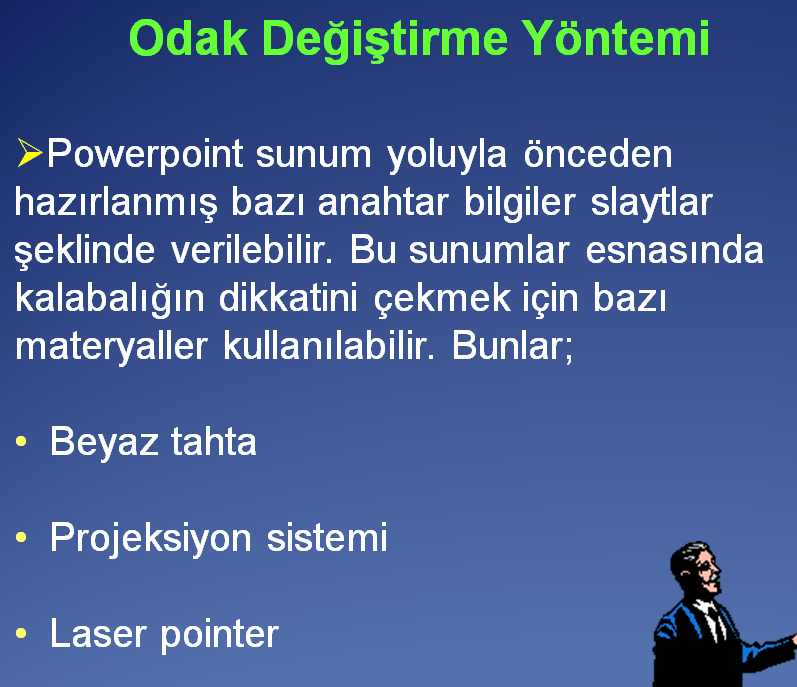 Odak Değiştirme Yöntemi
➢Powerpoint sunum yoluyla önceden
hazırlanmış bazı anahtar bilgiler slaytlar
şeklinde verilebilir. Bu sunumlar esnasında
kalabalığın dikkatini çekmek için bazı
materyaller kullanılabilir. Bunlar;
• Beyaz tahta
• Projeksiyon sistemi
• Laser pointer